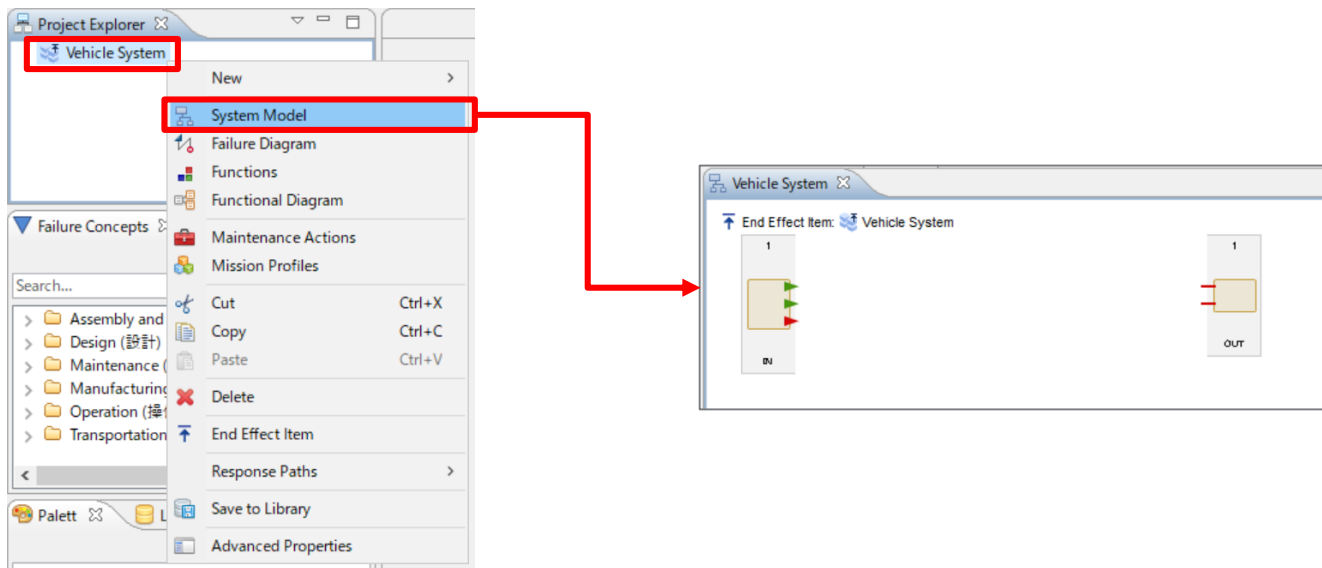 Project Explorer
Vehicle System
New
System Model
Failure Diagram
Functions
Functional Diagram
Maintenance Actions
Mission Profiles
Cut Ctrl+X
Copy Ctrl+C
Paste Ctrl+V
Delete
End Effect Item
Response Paths
Save to Library
Advanced Properties
Failure Concepts
Search...
Assembly and
Design (設計)
Maintenance (
Manufacturing
Operation (操
Transportation
Palett L
Vehicle System
End Effect Item: Vehicle System
1 1
IN OUT